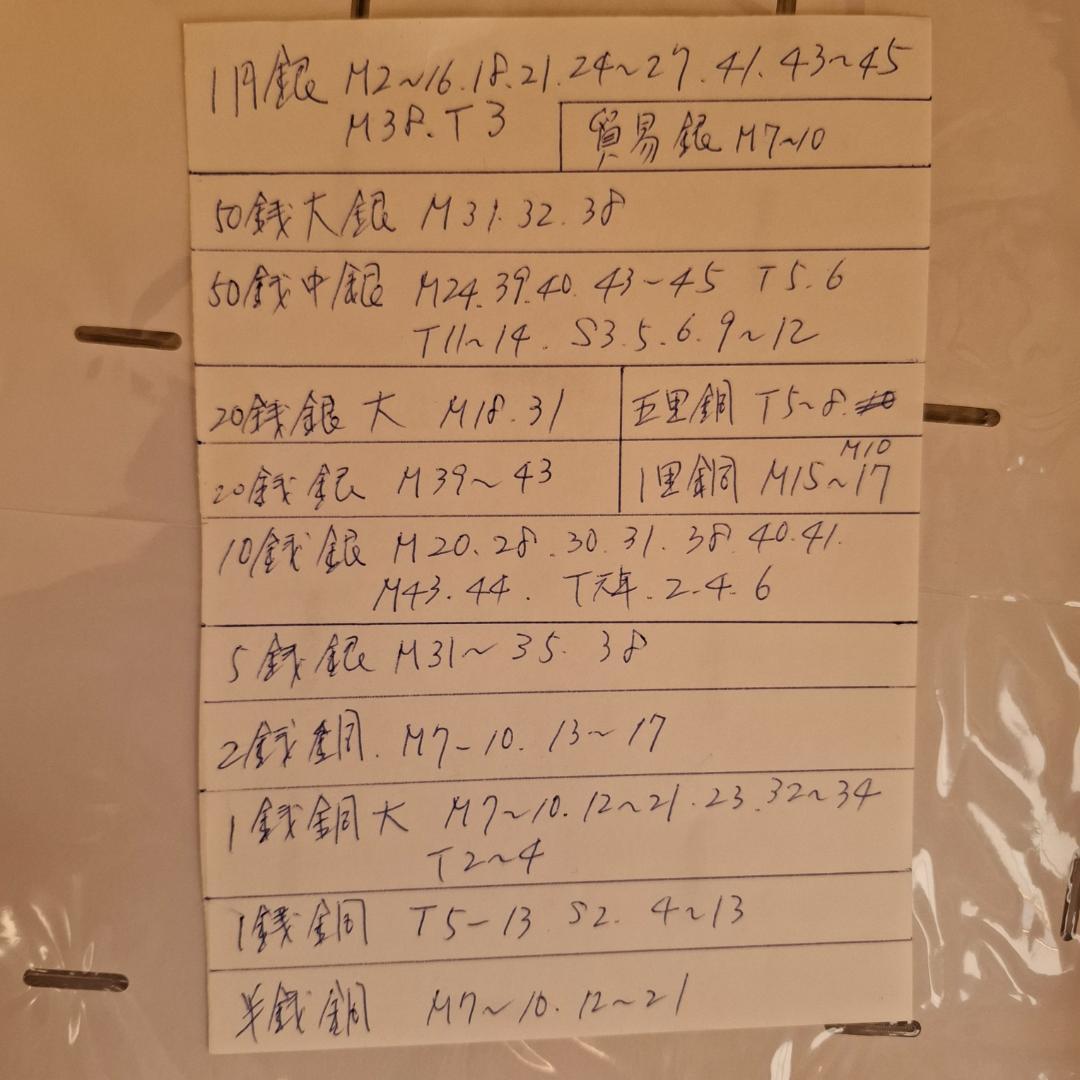 1円銀 M2~16.18.21.24~27.41.43~45
M38.T3
貿易銀 M7~10
50銭大銀 M31.32.38
50銭中銀 M24.39.40.43~45 T5.6
T11~14. S3.5.6.9~12
20銭銀大 M18.31
五里銅 T5~8.
20銭銀 M39~43
M10
1里銅 M15~17
10銭銀 M20.28.30.31.38.40.41.
M43.44. T元年.2.4.6
5銭銀 M31~35.38
2銭銅. M7~10.13~17
1銭銅大 M7~10.12~21.23.32~34
T2~4
1銭銅 T5-13 S2.4~13
半銭銅 M7~10.12~21